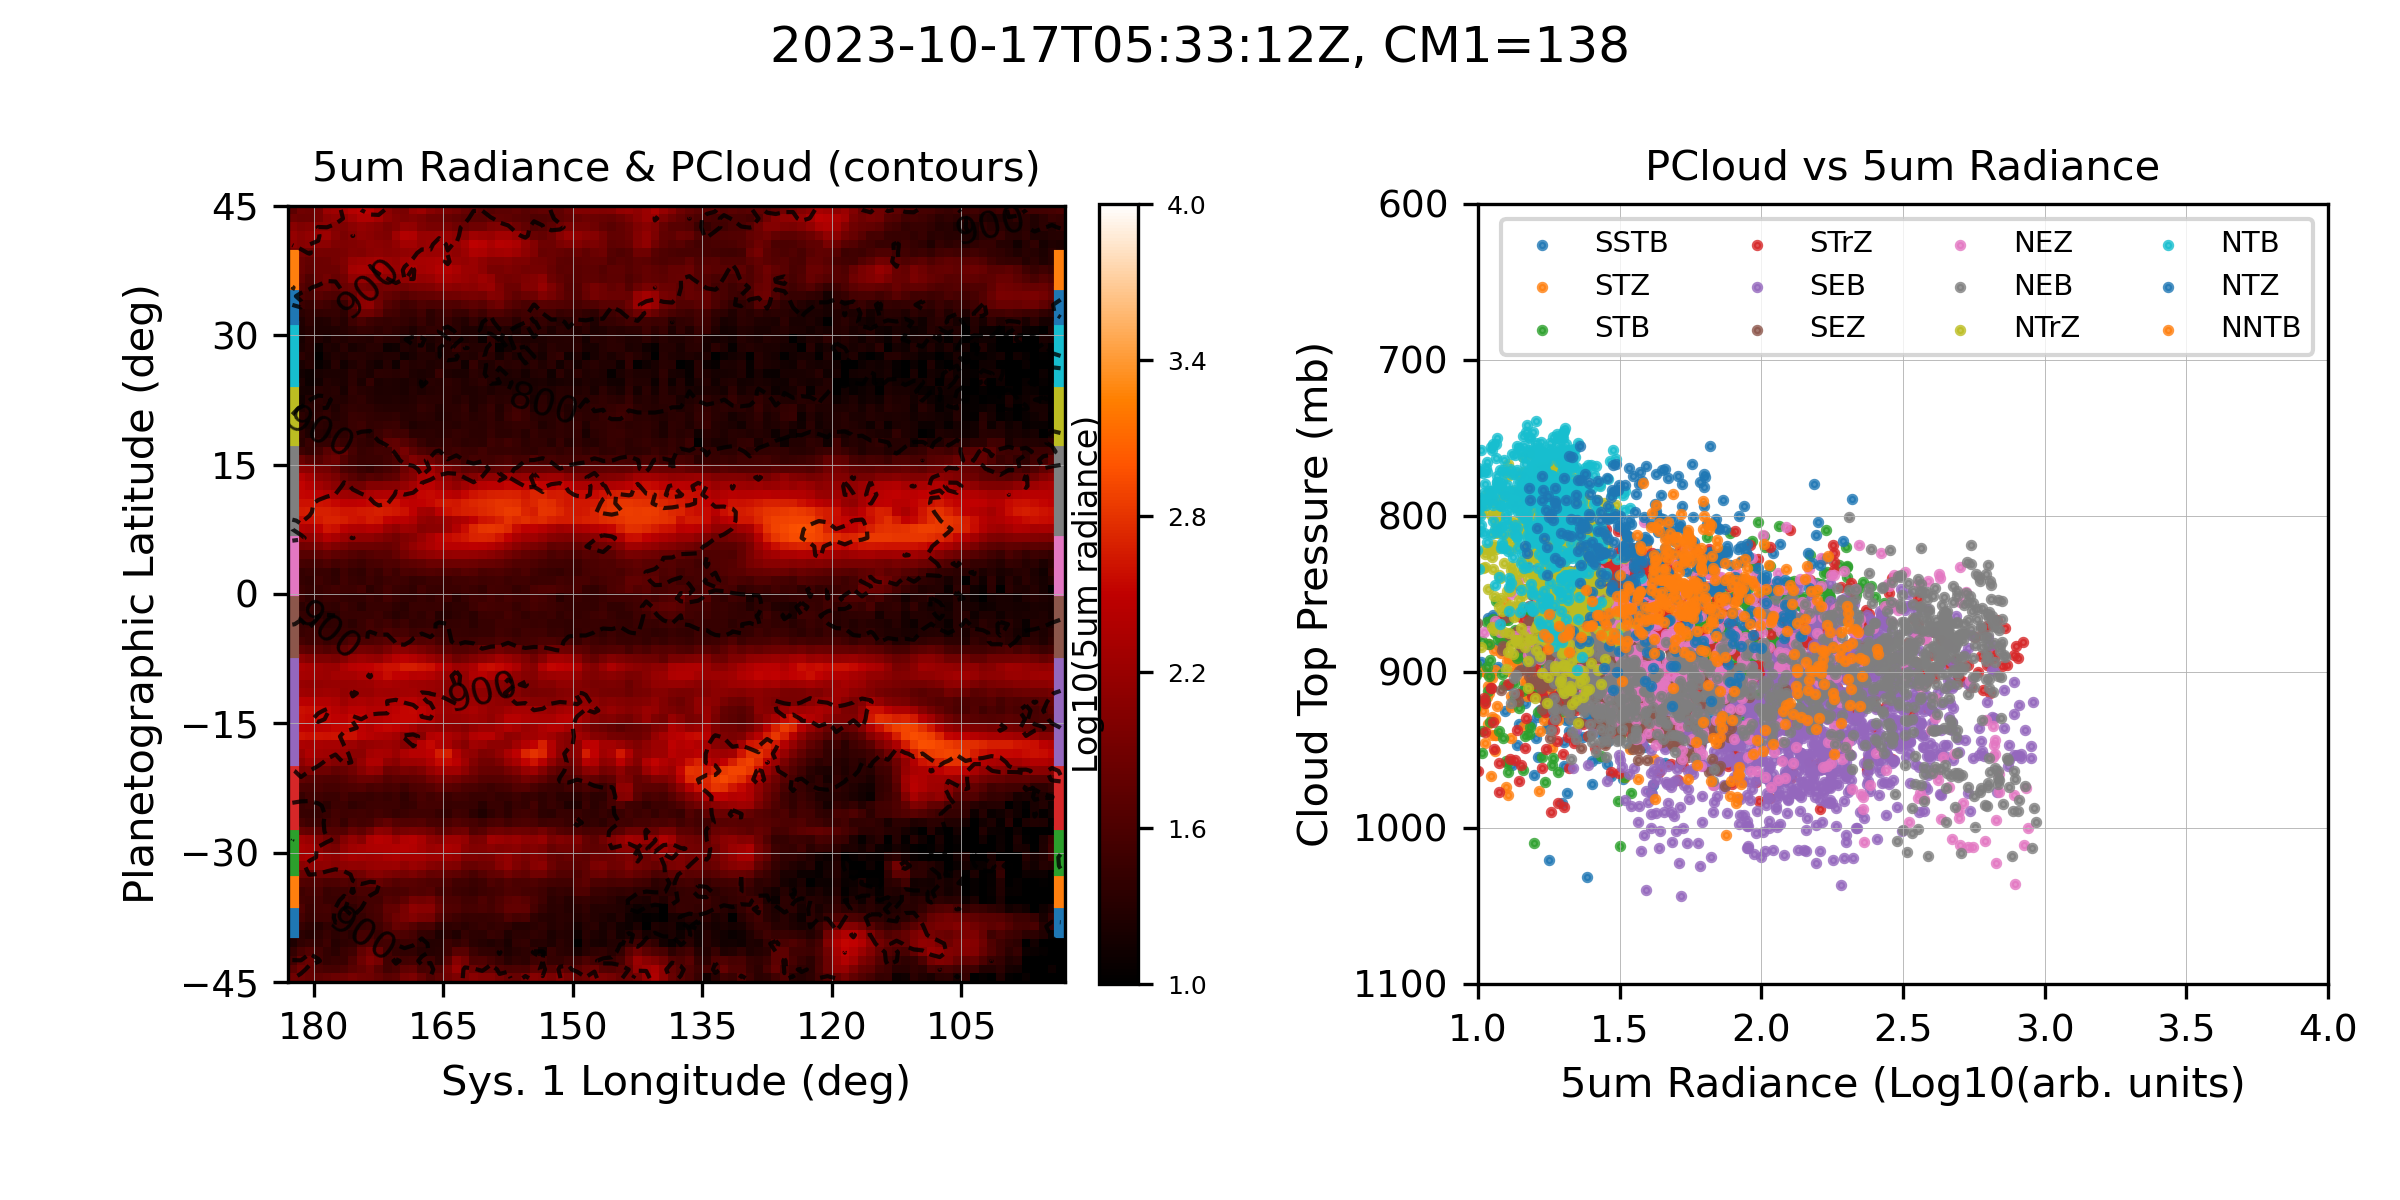 2023-10-17T05:33:12Z, CM1=138
5um Radiance & PCloud (contours)
45
30
15
0
−15
−30
−45
Planetographic Latitude (deg)
900
900
800
900
900
900
900
180
165
150
135
120
105
Sys. 1 Longitude (deg)
4.0
3.4
2.8
2.2
1.6
1.0
Log10(5um radiance)
PCloud vs 5um Radiance
600
700
800
900
1000
1100
Cloud Top Pressure (mb)
SSTB
STZ
STB
STrZ
SEB
SEZ
NEZ
NEB
NTrZ
NTB
NTZ
NNTB
1.0
1.5
2.0
2.5
3.0
3.5
4.0
5um Radiance (Log10(arb. units)